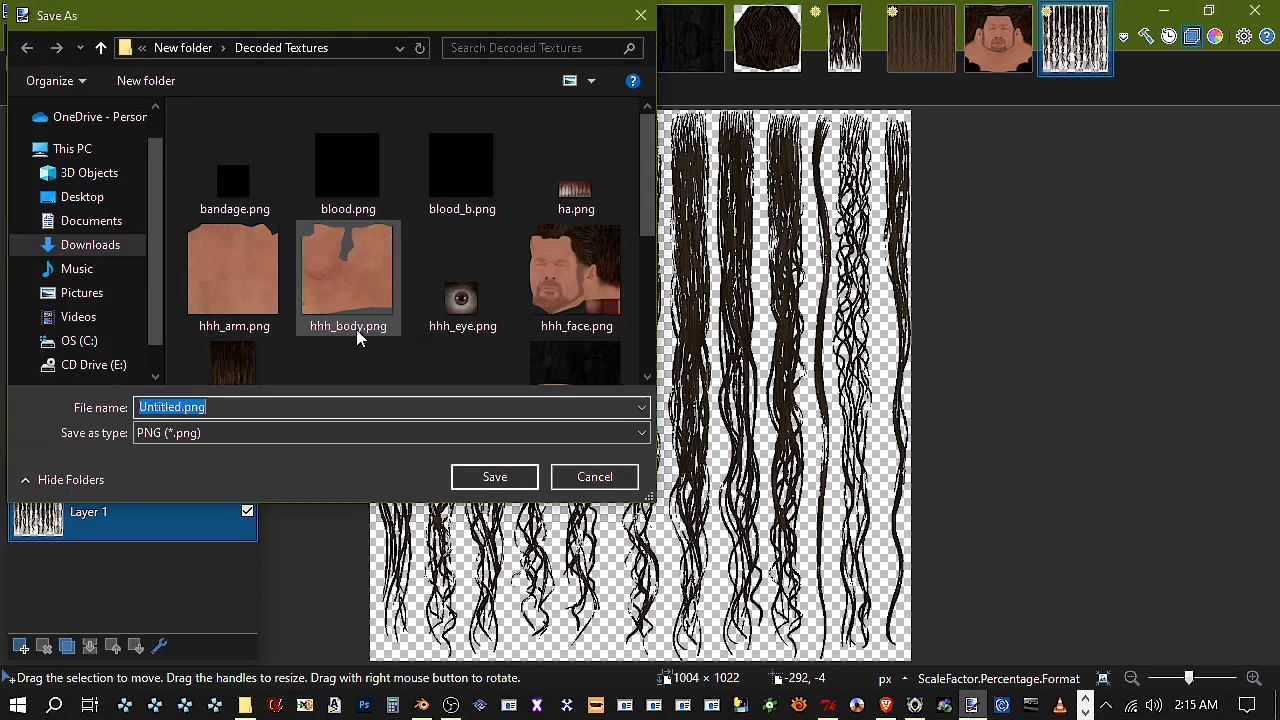 Save As
« New folder > Decoded Textures
Search Decoded Textures
Organize
New folder
OneDrive - Person
This PC
3D Objects
Desktop
Documents
Downloads
Music
Pictures
Videos
OS (C:)
CD Drive (E:)
bandage.png
blood.png
blood_b.png
ha.png
hhh_arm.png
hhh_body.png
hhh_eye.png
hhh_face.png
File name:
Untitled.png
Save as type:
PNG (*.png)
Hide Folders
Save
Cancel
Layer 1
Drag the selection to move. Drag the handles to resize. Drag with right mouse button to rotate.
1004 × 1022
-292, -4
px
ScaleFactor.Percentage.Format
2:15 AM